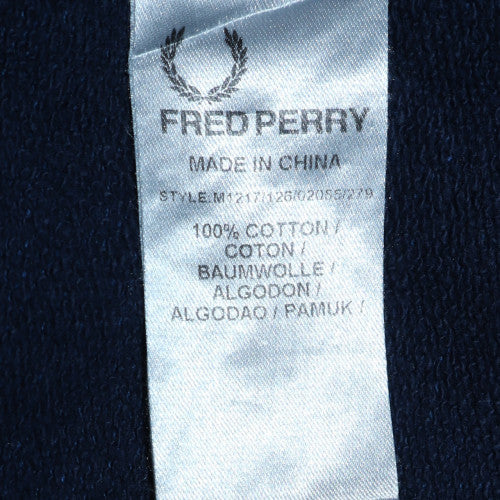 FRED PERRY
MADE IN CHINA
STYLE.M1217/126/02055/279
100% COTTON /
COTON /
BAUMWOLLE /
ALGODON /
ALGODAO / PAMUK /